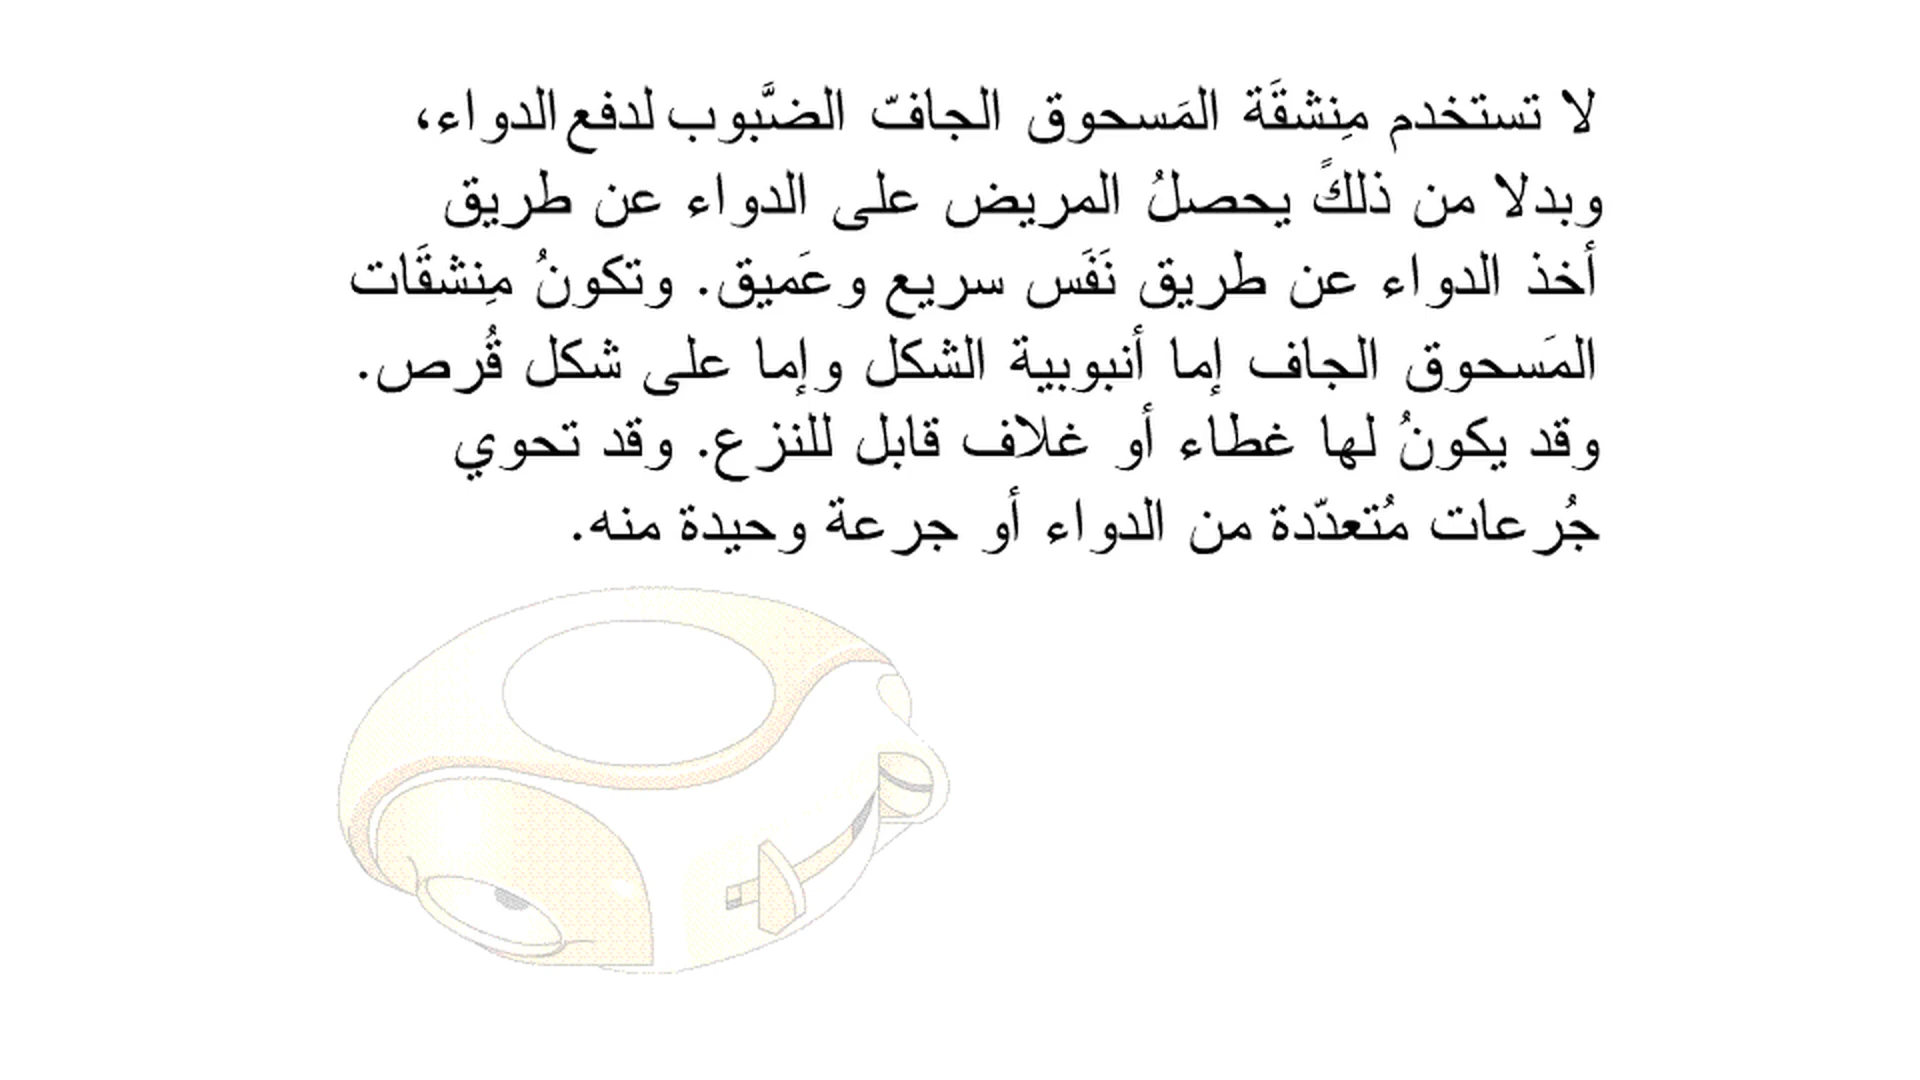 لا تستخدم مِنشقَة المَسحوق الجافّ الضَّبوب لدفع الدواء،
وبدلا من ذلكً يحصلُ المريض على الدواء عن طريق
أخذ الدواء عن طريق نَفَس سريع وعَميق. وتكونُ مِنشقَات
المَسحوق الجاف إما أنبوبية الشكل وإما على شكل قُرص.
وقد يكونُ لها غطاء أو غلاف قابل للنزع. وقد تحوي
جُرعات مُتعدّدة من الدواء أو جرعة وحيدة منه.